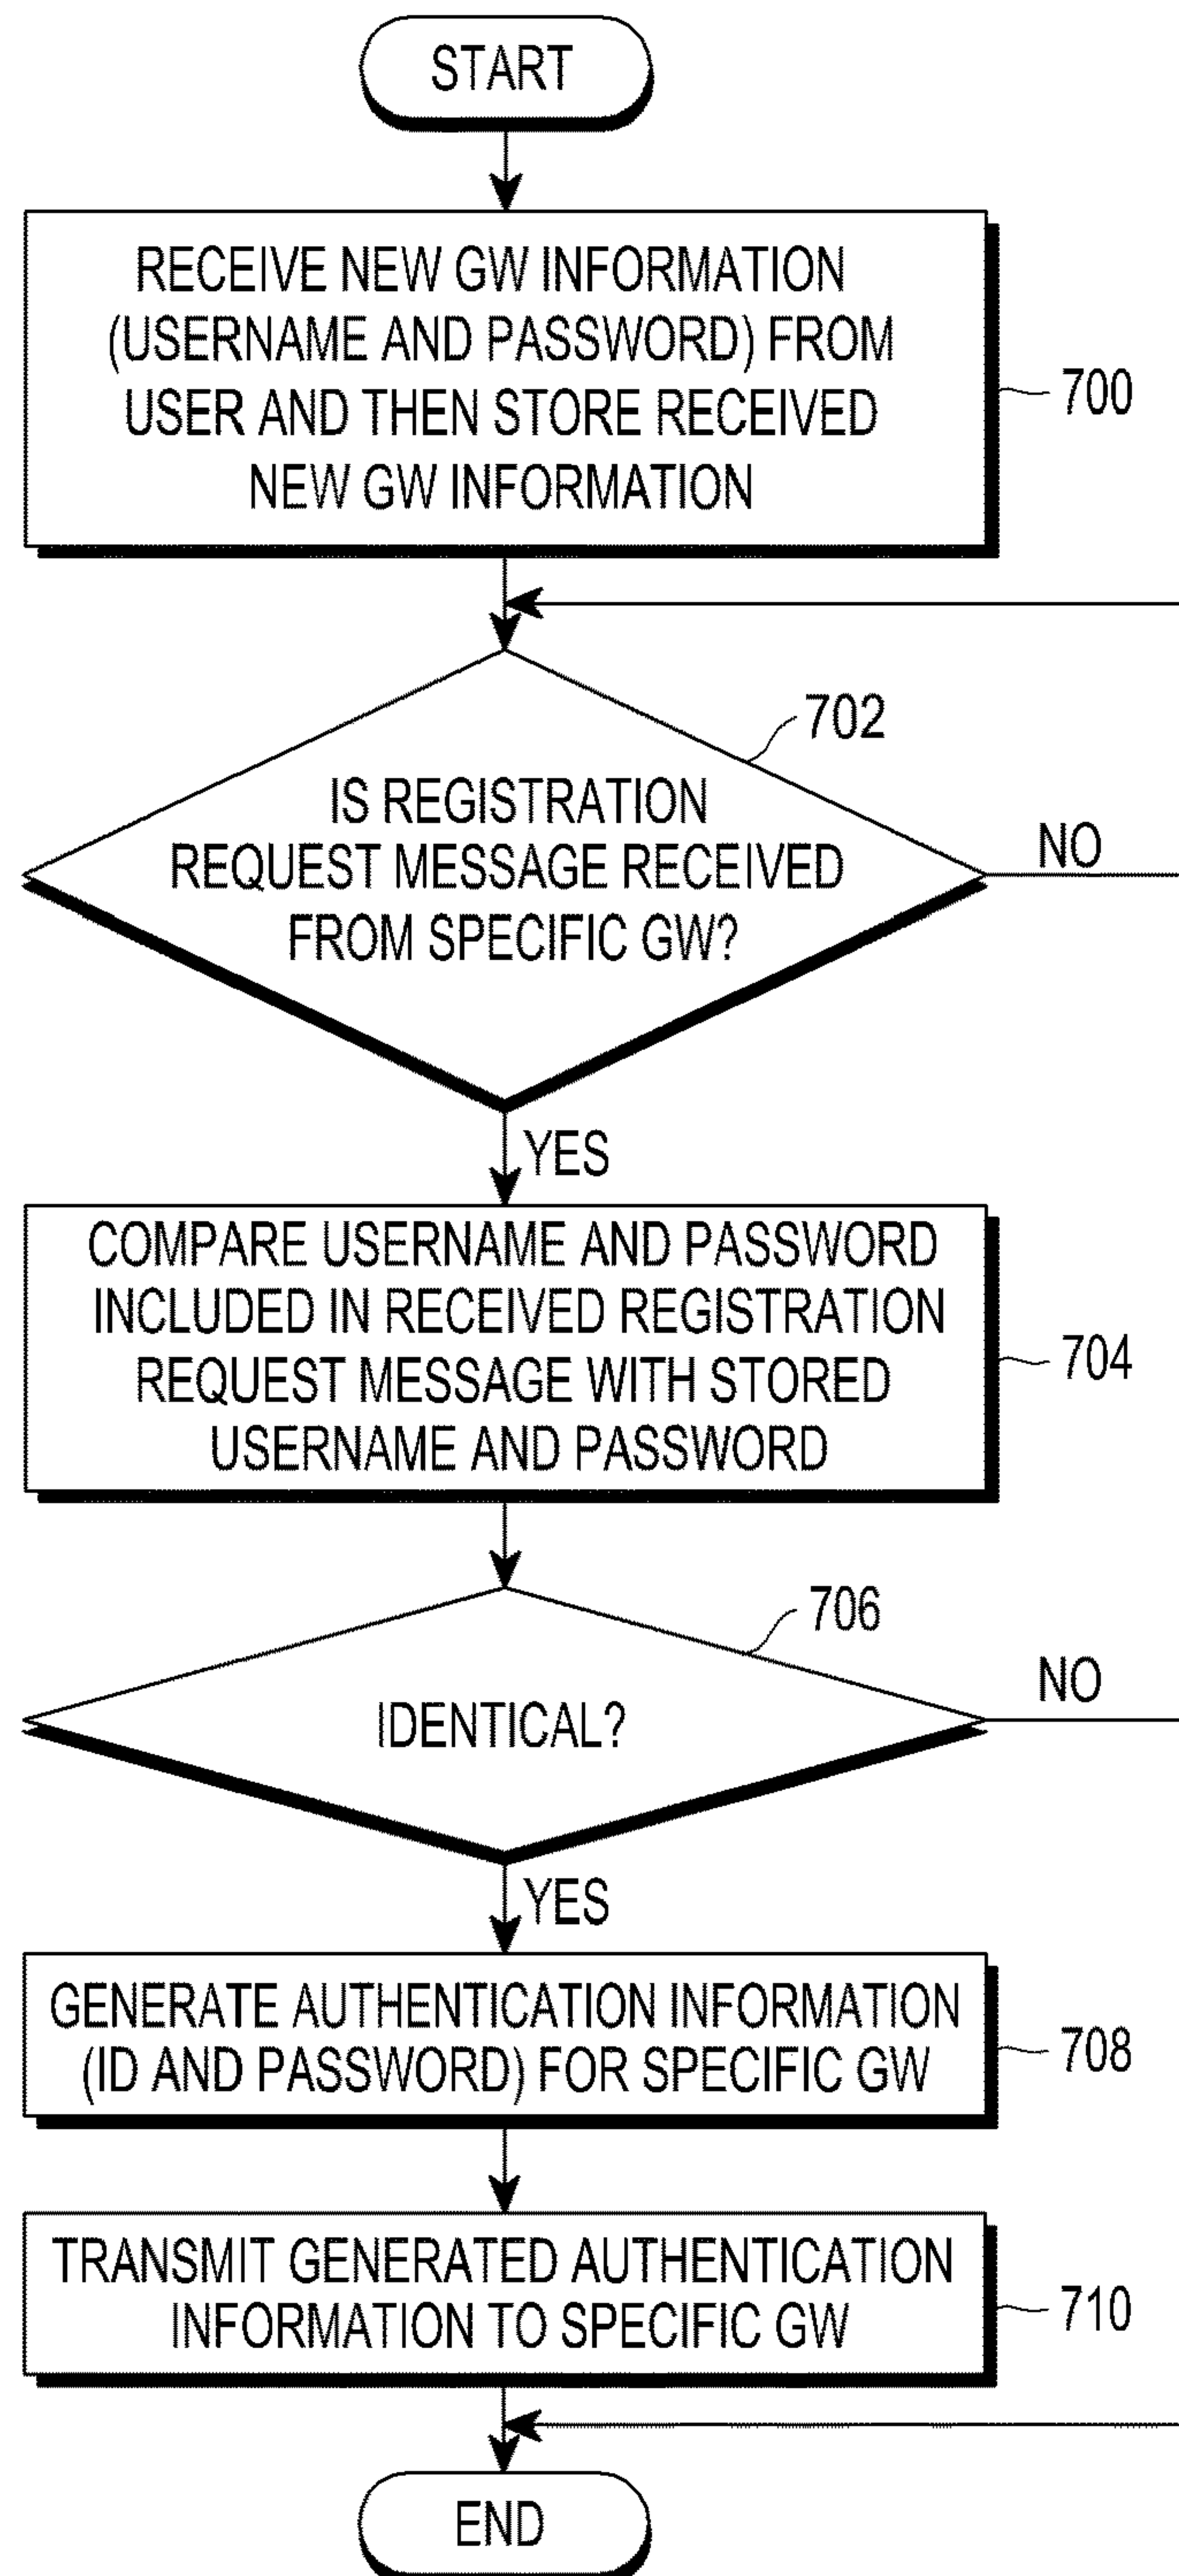 START
RECEIVE NEW GW INFORMATION
(USERNAME AND PASSWORD) FROM
USER AND THEN STORE RECEIVED
NEW GW INFORMATION
700
702
IS REGISTRATION
REQUEST MESSAGE RECEIVED
FROM SPECIFIC GW?
NO
YES
COMPARE USERNAME AND PASSWORD
INCLUDED IN RECEIVED REGISTRATION
REQUEST MESSAGE WITH STORED
USERNAME AND PASSWORD
704
706
IDENTICAL?
NO
YES
GENERATE AUTHENTICATION INFORMATION
(ID AND PASSWORD) FOR SPECIFIC GW
708
TRANSMIT GENERATED AUTHENTICATION
INFORMATION TO SPECIFIC GW
710
END